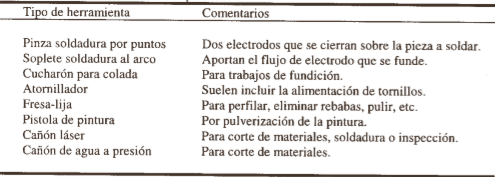 Tipo de herramienta Comentarios
Pinza soldadura por puntos Dos electrodos que se cierran sobre la pieza a soldar.
Soplete soldadura al arco Aportan el flujo de electrodo que se funde.
Cucharón para colada Para trabajos de fundición.
Atornillador Suelen incluir la alimentación de tornillos.
Fresa-lija Para perfilar, eliminar rebabas, pulir, etc.
Pistola de pintura Por pulverización de la pintura.
Cañón láser Para corte de materiales, soldadura o inspección.
Cañón de agua a presión Para corte de materiales.